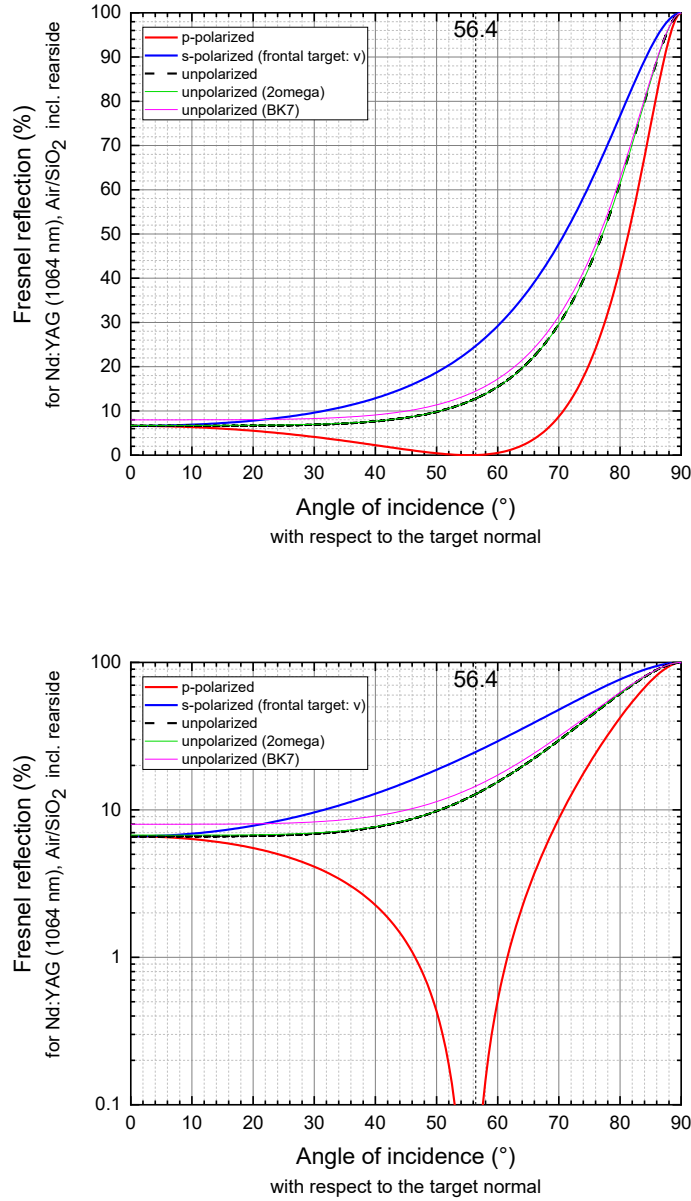 56.4
p-polarized
s-polarized (frontal target: v)
unpolarized
unpolarized (2omega)
unpolarized (BK7)
100
90
80
70
60
50
40
30
20
10
0
Fresnel reflection (%)
for Nd:YAG (1064 nm), Air/SiO2 incl. rearside
0 10 20 30 40 50 60 70 80 90
Angle of incidence (°)
with respect to the target normal
56.4
p-polarized
s-polarized (frontal target: v)
unpolarized
unpolarized (2omega)
unpolarized (BK7)
100
10
1
0.1
Fresnel reflection (%)
for Nd:YAG (1064 nm), Air/SiO2 incl. rearside
0 10 20 30 40 50 60 70 80 90
Angle of incidence (°)
with respect to the target normal